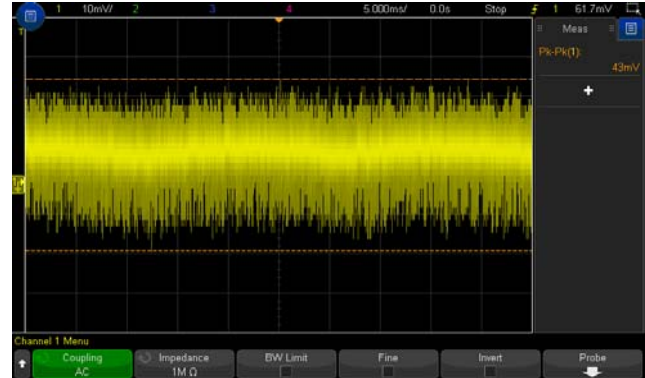 1 10mV/ 2 3 4 5.000ms/ 0.0s Stop 1 61.7mV
T
Meas
Pk-Pk(1):
43mV
+
Channel 1 Menu
Coupling Impedance BW Limit Fine Invert Probe
AC 1M Ω